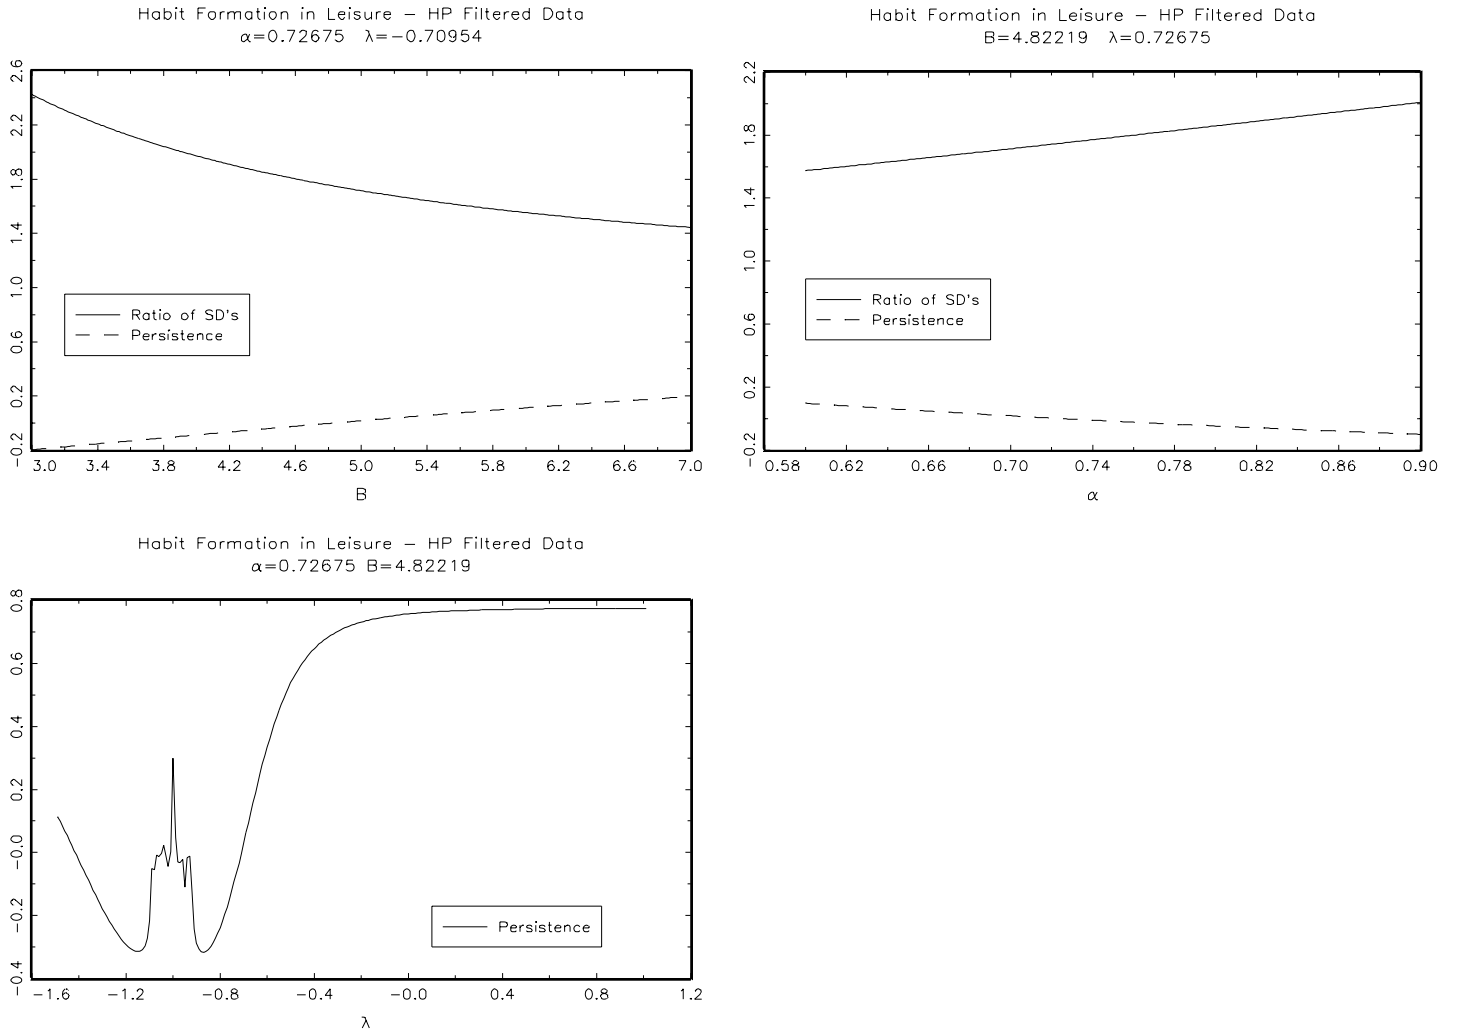 Habit Formation in Leisure – HP Filtered Data
α=0.72675 λ=−0.70954
2.6
2.2
1.8
1.4
1.0
0.6
0.2
−0.2
Ratio of SD's
Persistence
3.0 3.4 3.8 4.2 4.6 5.0 5.4 5.8 6.2 6.6 7.0
B
Habit Formation in Leisure – HP Filtered Data
B=4.82219 λ=0.72675
2.2
1.8
1.4
1.0
0.6
0.2
−0.2
Ratio of SD's
Persistence
0.58 0.62 0.66 0.70 0.74 0.78 0.82 0.86 0.90
α
Habit Formation in Leisure – HP Filtered Data
α=0.72675 B=4.82219
0.8
0.6
0.4
0.2
−0.0
−0.2
−0.4
Persistence
−1.6 −1.2 −0.8 −0.4 −0.0 0.4 0.8 1.2
λ